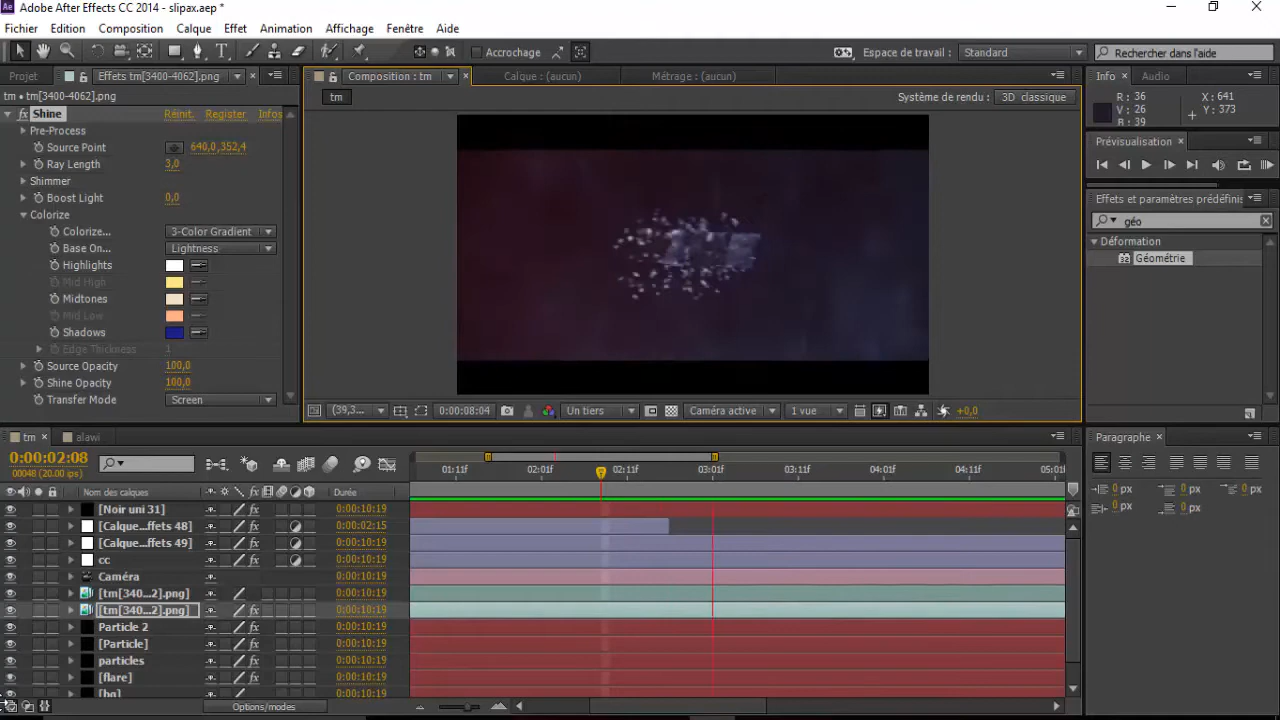 Adobe After Effects CC 2014 - slipax.aep *
Fichier Edition Composition Calque Effet Animation Affichage Fenêtre Aide
Accrochage Espace de travail : Standard Rechercher dans l'aide
Projet Effets tm[3400-4062].png Composition : tm Calque : (aucun) Métrage : (aucun) Info Audio
tm • tm[3400-4062].png
tm Système de rendu : 3D classique
R : 36 X : 641
V : 26 Y : 373
B : 39
fx Shine Réinit. Register Infos
Pre-Process
Source Point 640,0,352,4
Ray Length 3,0
Shimmer
Boost Light 0,0
Colorize
Colorize... 3-Color Gradient
Base On... Lightness
Highlights
Mid High
Midtones
Mid Low
Shadows
Edge Thickness 1
Source Opacity 100,0
Shine Opacity 100,0
Transfer Mode Screen
Prévisualisation
Effets et paramètres prédéfinis
géo
Déformation
32 Géométrie
(39,3... 0:00:08:04 Un tiers Caméra active 1 vue +0,0
tm alawi
0:00:02:08
00048 (20.00 ips)
01:11f 02:01f 02:11f 03:01f 03:11f 04:01f 04:11f 05:01f
Nom des calques fx Durée
[Noir uni 31] 0:00:10:19
[Calque...ffets 48] 0:00:02:15
[Calque...ffets 49] 0:00:10:19
cc fx 0:00:10:19
Caméra 0:00:10:19
[tm[340...2].png] 0:00:10:19
[tm[340...2].png] fx 0:00:10:19
Particle 2 fx 0:00:10:19
[Particle] fx 0:00:10:19
particles fx 0:00:10:19
[flare] fx 0:00:10:19
[bg] 0:00:10:19
Options/modes
Paragraphe
0 px 0 px 0 px
0 px 0 px